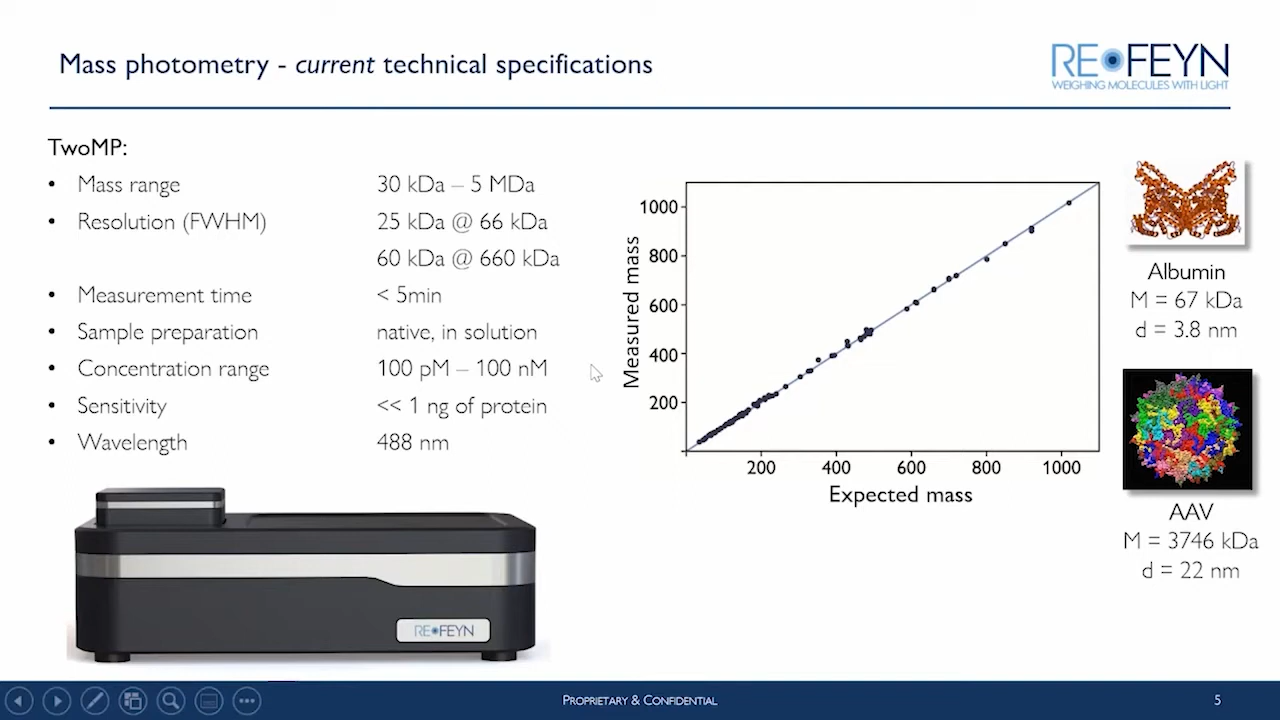 Mass photometry - current technical specifications
REFEYN
WEIGHING MOLECULES WITH LIGHT
TwoMP:
• Mass range 30 kDa – 5 MDa
• Resolution (FWHM) 25 kDa @ 66 kDa
60 kDa @ 660 kDa
• Measurement time < 5min
• Sample preparation native, in solution
• Concentration range 100 pM – 100 nM
• Sensitivity << 1 ng of protein
• Wavelength 488 nm
Measured mass
1000
800
600
400
200
200 400 600 800 1000
Expected mass
Albumin
M = 67 kDa
d = 3.8 nm
AAV
M = 3746 kDa
d = 22 nm
REFEYN
PROPRIETARY & CONFIDENTIAL
5